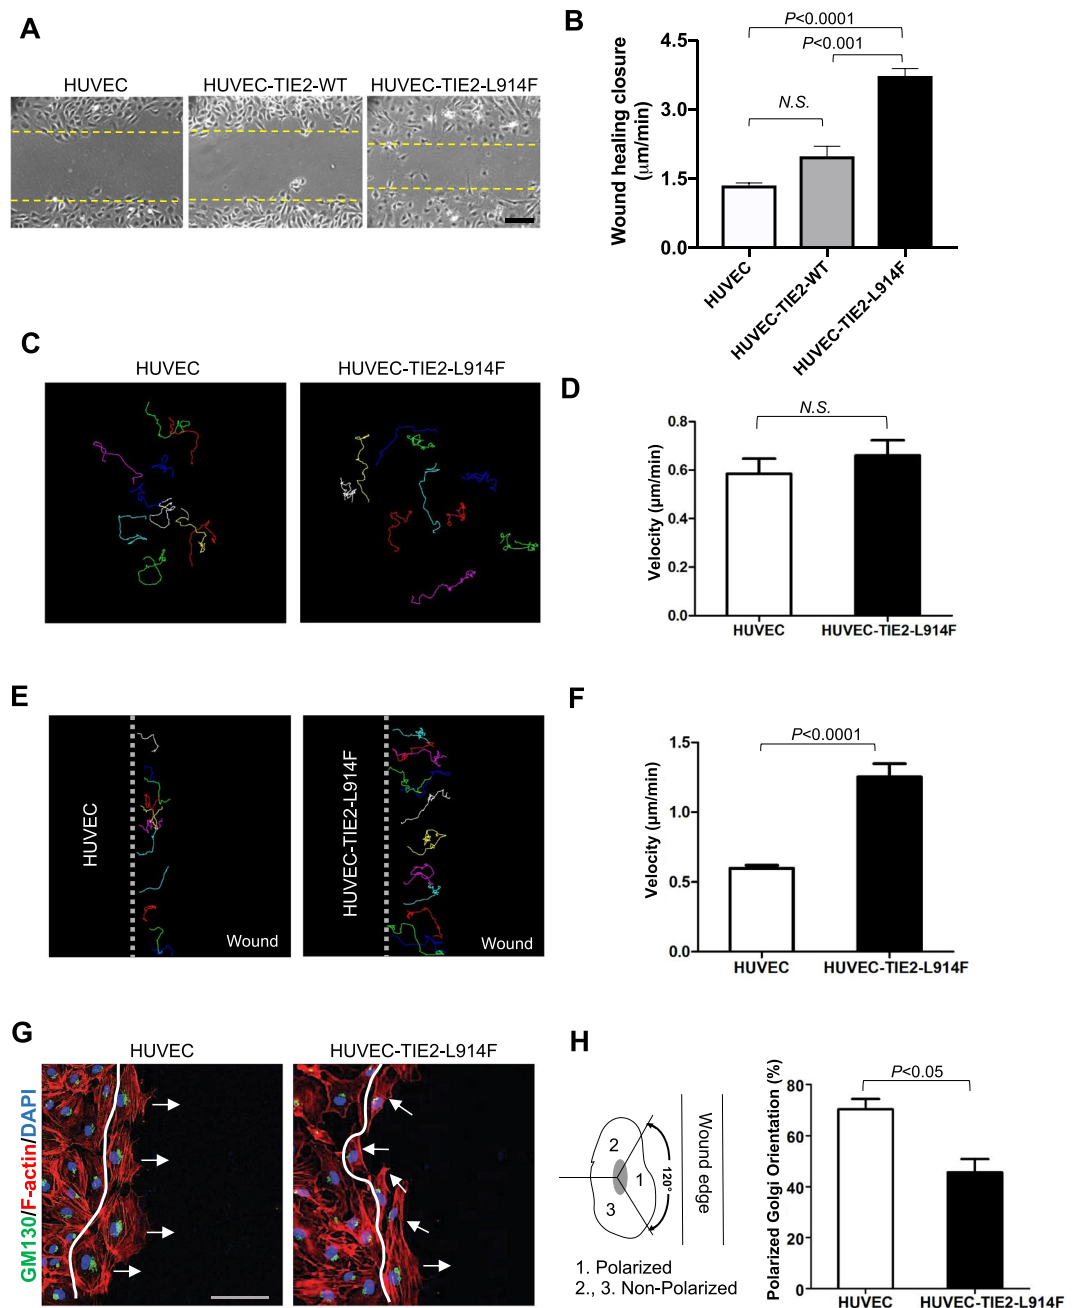 A
HUVEC
HUVEC-TIE2-WT
HUVEC-TIE2-L914F
B
P<0.0001
P<0.001
N.S.
Wound healing closure
(μm/min)
4.5
3.0
1.5
0.0
HUVEC
HUVEC-TIE2-WT
HUVEC-TIE2-L914F
C
HUVEC
HUVEC-TIE2-L914F
D
N.S.
Velocity (μm/min)
0.8
0.6
0.4
0.2
0.0
HUVEC
HUVEC-TIE2-L914F
E
HUVEC
Wound
HUVEC-TIE2-L914F
Wound
F
P<0.0001
Velocity (μm/min)
1.5
1.0
0.5
0.0
HUVEC
HUVEC-TIE2-L914F
G
HUVEC
HUVEC-TIE2-L914F
GM130/F-actin/DAPI
H
2
1
3
120°
Wound edge
1. Polarized
2., 3. Non-Polarized
P<0.05
Polarized Golgi Orientation (%)
80
60
40
20
0
HUVEC
HUVEC-TIE2-L914F